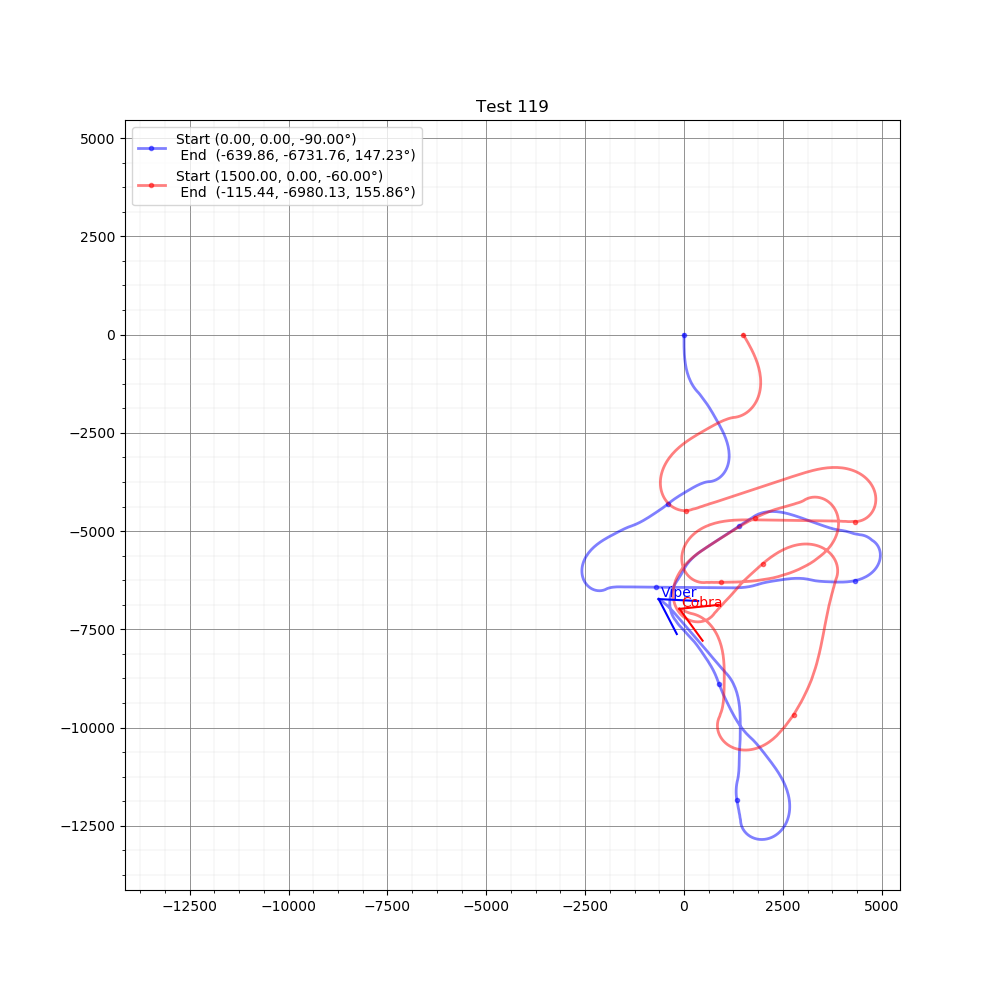 Test 119
Start (0.00, 0.00, -90.00°)
End (-639.86, -6731.76, 147.23°)
Start (1500.00, 0.00, -60.00°)
End (-115.44, -6980.13, 155.86°)
5000
2500
0
−2500
−5000
−7500
−10000
−12500
Viper
Cobra
−12500 −10000 −7500 −5000 −2500 0 2500 5000